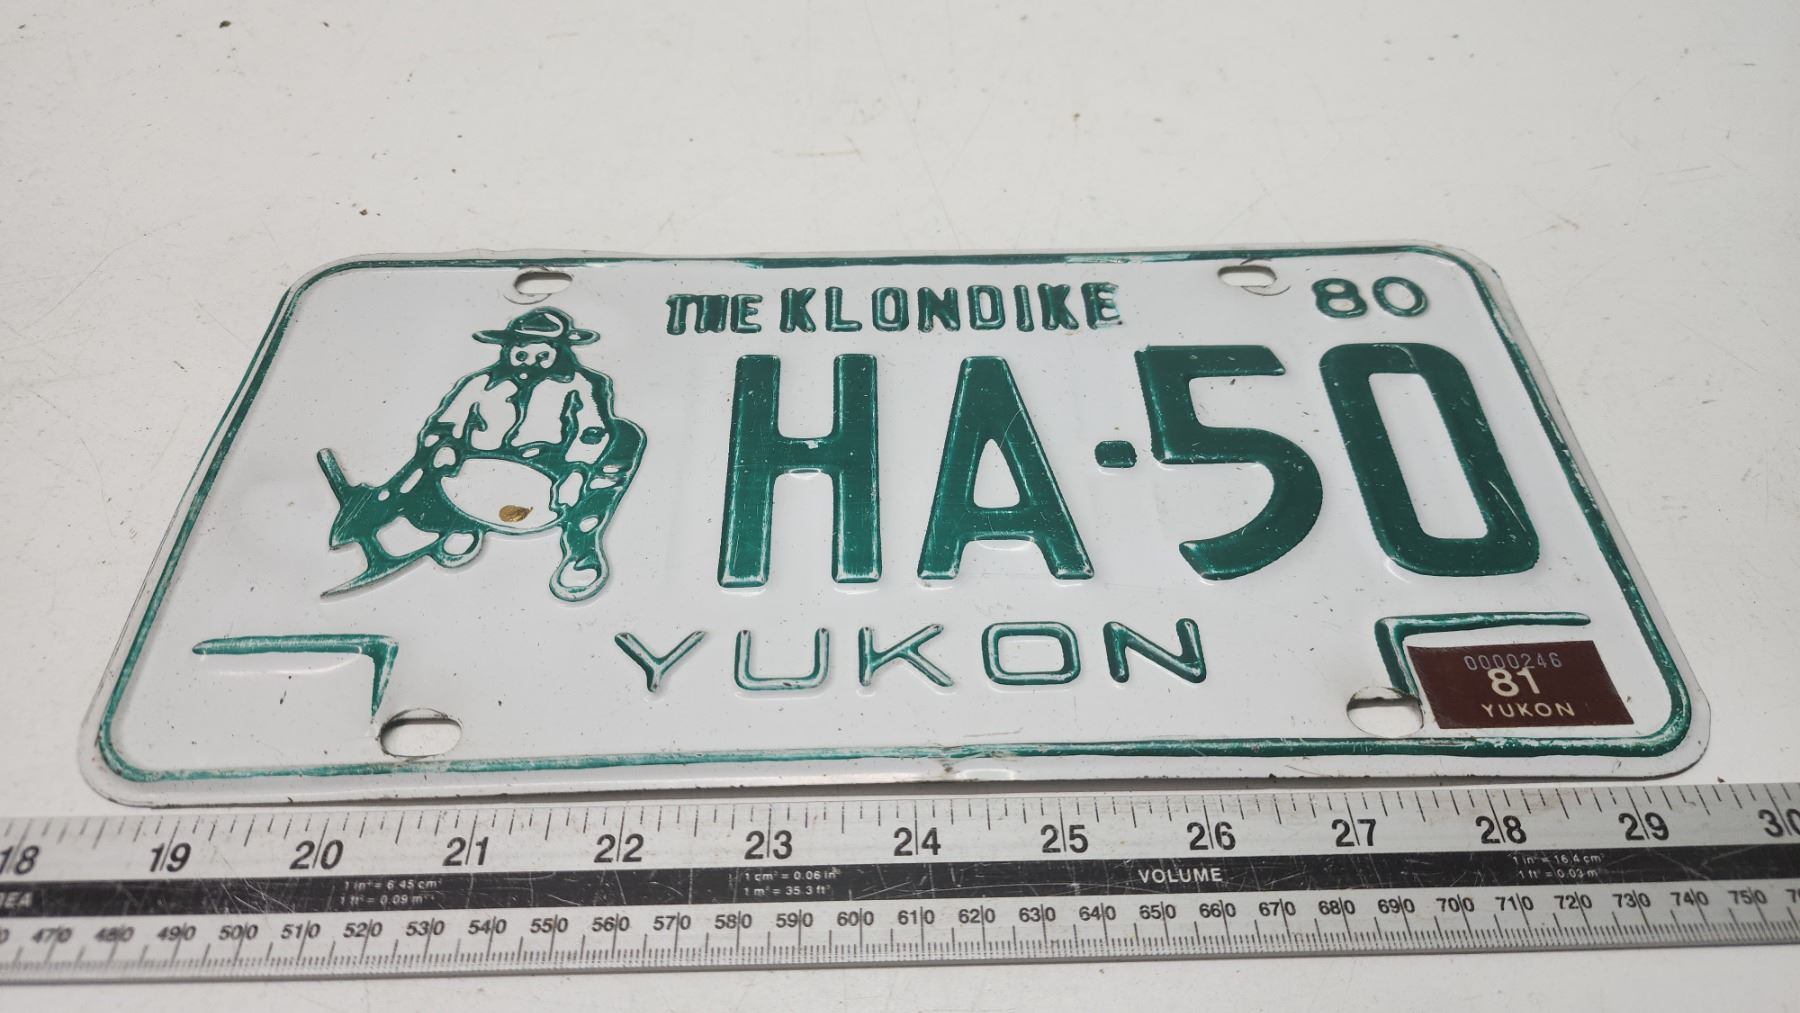 THE KLONDIKE 80
HA·50
YUKON
0000246
81
YUKON
18 19 20 21 22 23 24 25 26 27 28 29 30
1 in² = 6.45 cm²
1 ft² = 0.09 m²
1 cm³ = 0.06 in³
1 m³ = 35.3 ft³
VOLUME
1 in³ = 16.4 cm³
1 ft³ = 0.03 m³
470 480 490 500 510 520 530 540 550 560 570 580 590 600 610 620 630 640 650 660 670 680 690 700 710 720 730 740 750